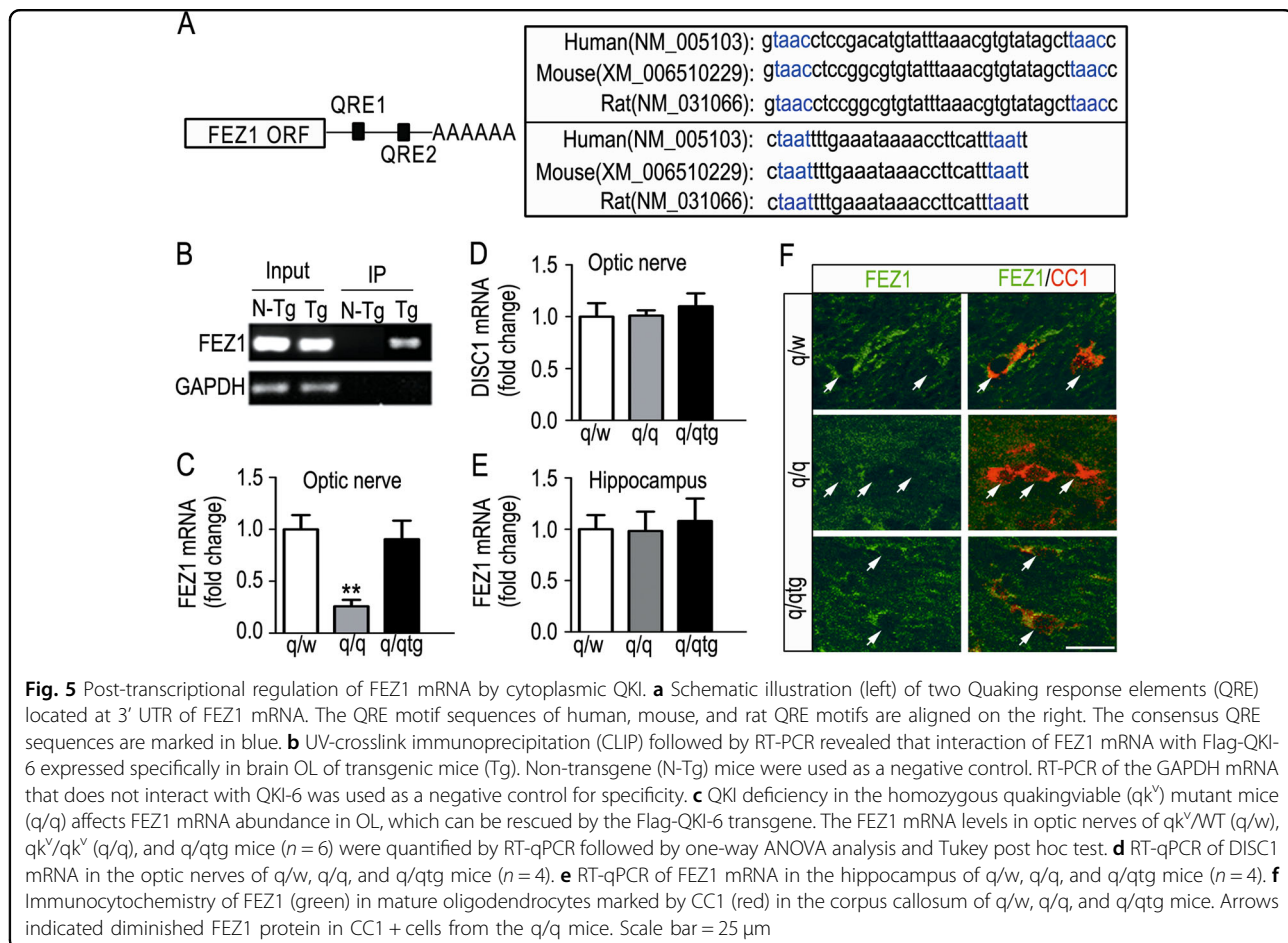 A
Human(NM_005103): gtaacctccgacatgtatttaaacgtgtatagcttaacc
Mouse(XM_006510229): gtaacctccggcgtgtatttaaacgtgtatagcttaacc
Rat(NM_031066): gtaacctccggcgtgtatttaaacgtgtatagcttaacc
Human(NM_005103): ctaattttgaaataaaaccttcatttaatt
Mouse(XM_006510229): ctaattttgaaataaaccttcatttaatt
Rat(NM_031066): ctaattttgaaataaaccttcatttaatt
QRE1
FEZ1 ORF
AAAAAA
QRE2
B
Input IP
N-Tg Tg N-Tg Tg
FEZ1
GAPDH
C
Optic nerve
FEZ1 mRNA
(fold change)
1.5
1.0
0.5
0.0
**
q/w q/q q/qtg
D
Optic nerve
DISC1 mRNA
(fold change)
1.5
1.0
0.5
0.0
q/w q/q q/qtg
E
Hippocampus
FEZ1 mRNA
(fold change)
1.5
1.0
0.5
0.0
q/w q/q q/qtg
F
FEZ1 FEZ1/CC1
q/w
q/q
q/qtg
Fig. 5 Post-transcriptional regulation of FEZ1 mRNA by cytoplasmic QKI. a Schematic illustration (left) of two Quaking response elements (QRE)
located at 3' UTR of FEZ1 mRNA. The QRE motif sequences of human, mouse, and rat QRE motifs are aligned on the right. The consensus QRE
sequences are marked in blue. b UV-crosslink immunoprecipitation (CLIP) followed by RT-PCR revealed that interaction of FEZ1 mRNA with Flag-QKI-
6 expressed specifically in brain OL of transgenic mice (Tg). Non-transgene (N-Tg) mice were used as a negative control. RT-PCR of the GAPDH mRNA
that does not interact with QKI-6 was used as a negative control for specificity. c QKI deficiency in the homozygous quakingviable (qkᵛ) mutant mice
(q/q) affects FEZ1 mRNA abundance in OL, which can be rescued by the Flag-QKI-6 transgene. The FEZ1 mRNA levels in optic nerves of qkᵛ/WT (q/w),
qkᵛ/qkᵛ (q/q), and q/qtg mice (n = 6) were quantified by RT-qPCR followed by one-way ANOVA analysis and Tukey post hoc test. d RT-qPCR of DISC1
mRNA in the optic nerves of q/w, q/q, and q/qtg mice (n = 4). e RT-qPCR of FEZ1 mRNA in the hippocampus of q/w, q/q, and q/qtg mice (n = 4). f
Immunocytochemistry of FEZ1 (green) in mature oligodendrocytes marked by CC1 (red) in the corpus callosum of q/w, q/q, and q/qtg mice. Arrows
indicated diminished FEZ1 protein in CC1 + cells from the q/q mice. Scale bar = 25 μm